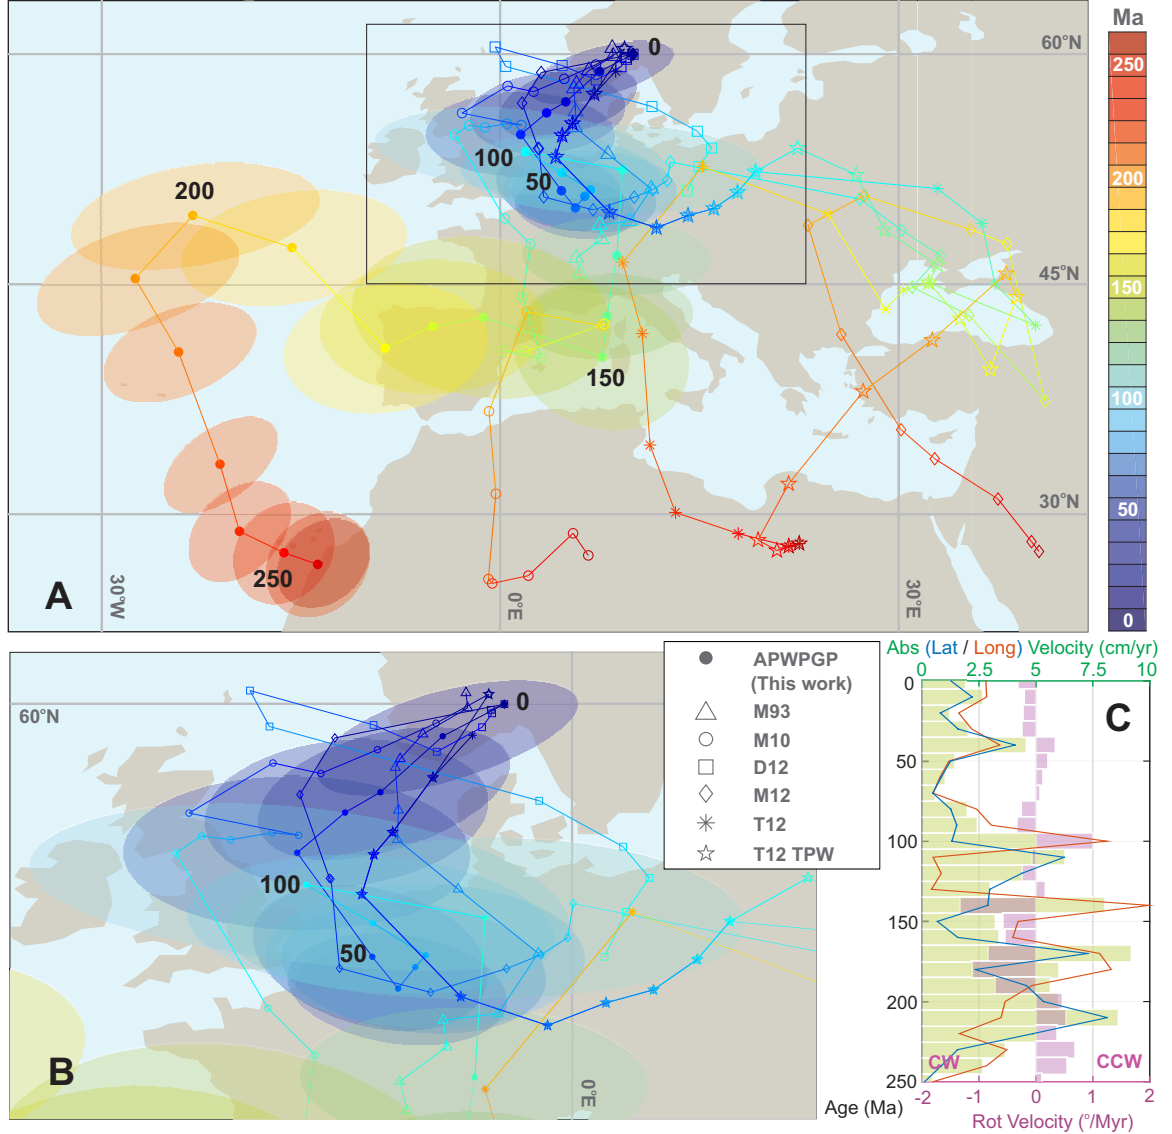 Ma
250
200
150
100
50
0
60°N
45°N
30°N
30°W
0°E
30°E
0
100
50
200
150
250
A
60°N
0
100
50
0°E
B
APWPGP
(This work)
M93
M10
D12
M12
T12
T12 TPW
Abs (Lat / Long) Velocity (cm/yr)
0 2.5 5 7.5 10
0
50
100
150
200
250
C
CW
CCW
Age (Ma)
-2 -1 0 1 2
Rot Velocity (°/Myr)